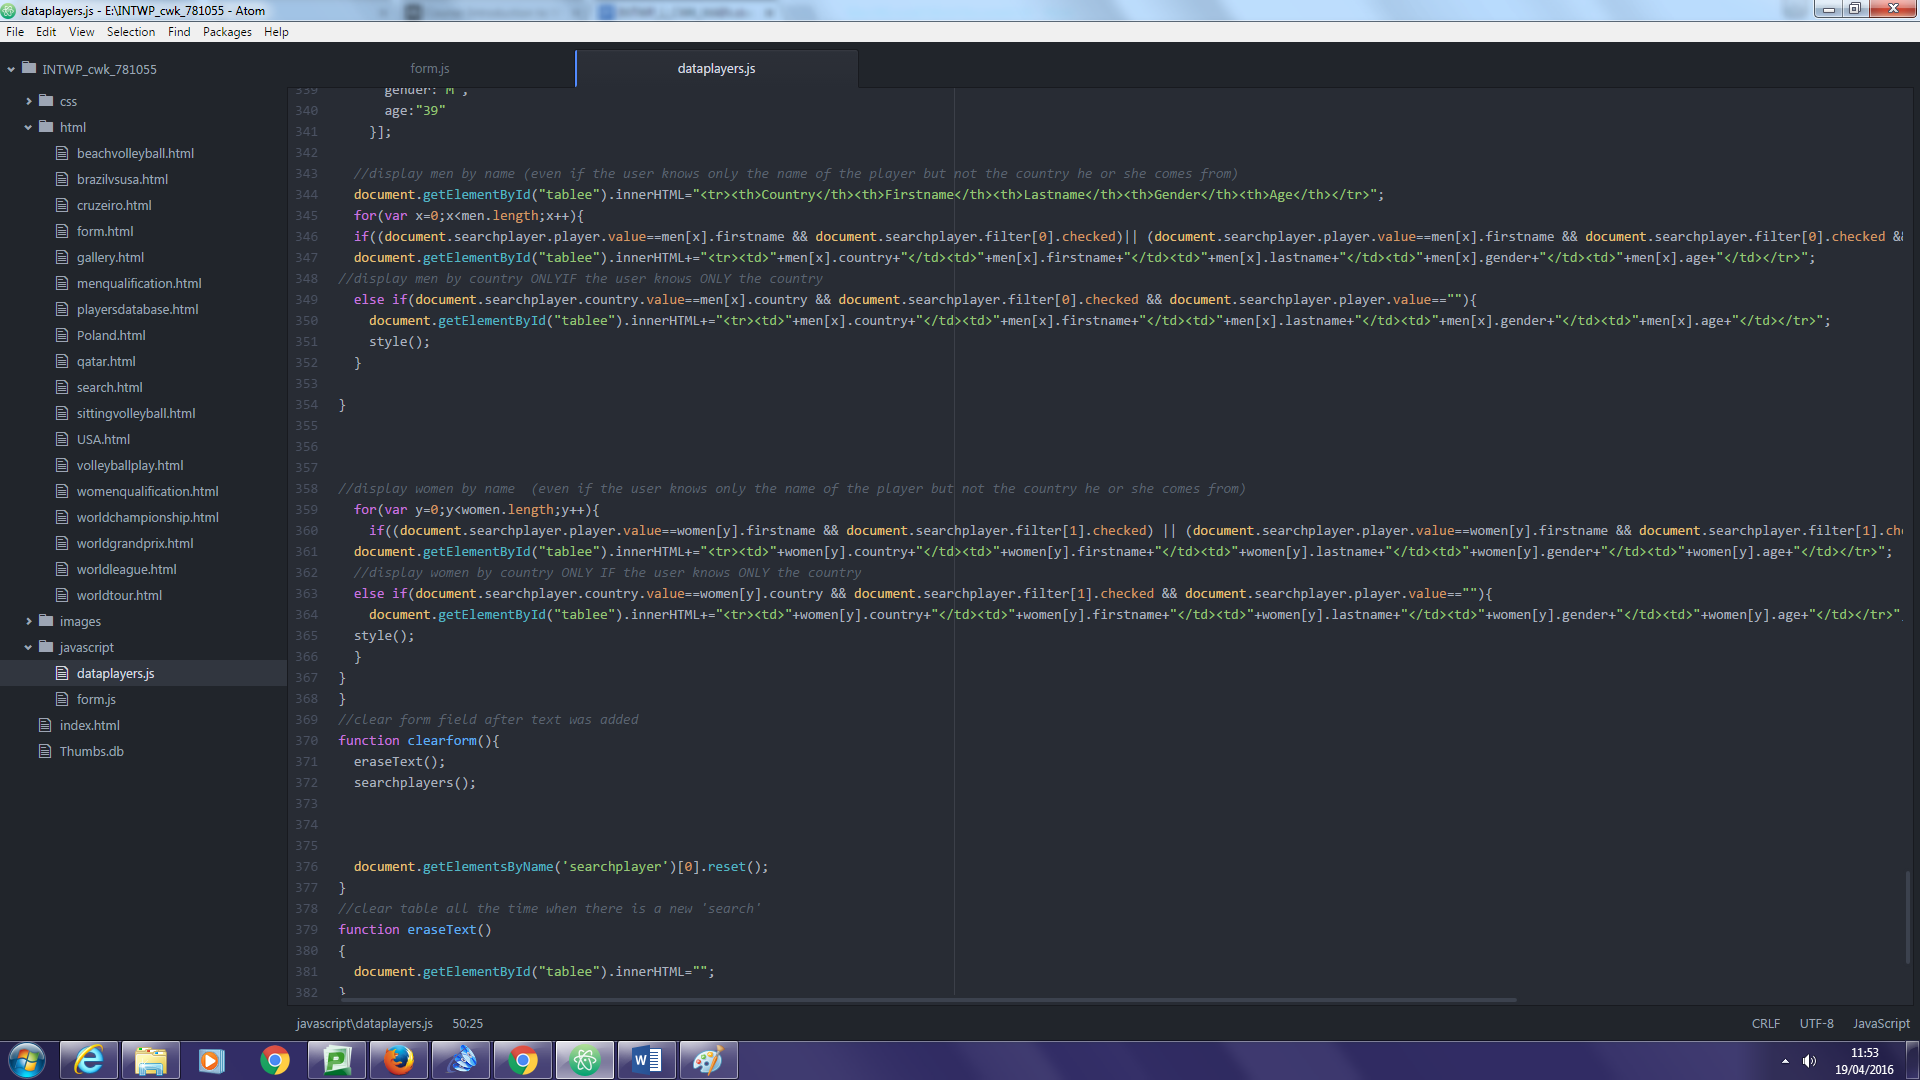 dataplayers.js - E:\INTWP_cwk_781055 - Atom
File Edit View Selection Find Packages Help
INTWP_cwk_781055
css
html
beachvolleyball.html
brazilvsusa.html
cruzeiro.html
form.html
gallery.html
menqualification.html
playersdatabase.html
Poland.html
qatar.html
search.html
sittingvolleyball.html
USA.html
volleyballplay.html
womenqualification.html
worldchampionship.html
worldgrandprix.html
worldleague.html
worldtour.html
images
javascript
dataplayers.js
form.js
index.html
Thumbs.db
form.js dataplayers.js
339 gender:"M",
340 age:"39"
341 }];
342
343 //display men by name (even if the user knows only the name of the player but not the country he or she comes from)
344 document.getElementById("tablee").innerHTML="<tr><th>Country</th><th>Firstname</th><th>Lastname</th><th>Gender</th><th>Age</th></tr>";
345 for(var x=0;x<men.length;x++){
346 if((document.searchplayer.player.value==men[x].firstname && document.searchplayer.filter[0].checked)|| (document.searchplayer.player.value==men[x].firstname && document.searchplayer.filter[0].checked &&
347 document.getElementById("tablee").innerHTML+="<tr><td>"+men[x].country+"</td><td>"+men[x].firstname+"</td><td>"+men[x].lastname+"</td><td>"+men[x].gender+"</td><td>"+men[x].age+"</td></tr>";
348 //display men by country ONLYIF the user knows ONLY the country
349 else if(document.searchplayer.country.value==men[x].country && document.searchplayer.filter[0].checked && document.searchplayer.player.value==""){
350 document.getElementById("tablee").innerHTML+="<tr><td>"+men[x].country+"</td><td>"+men[x].firstname+"</td><td>"+men[x].lastname+"</td><td>"+men[x].gender+"</td><td>"+men[x].age+"</td></tr>";
351 style();
352 }
353
354 }
355
356
357
358 //display women by name  (even if the user knows only the name of the player but not the country he or she comes from)
359 for(var y=0;y<women.length;y++){
360 if((document.searchplayer.player.value==women[y].firstname && document.searchplayer.filter[1].checked) || (document.searchplayer.player.value==women[y].firstname && document.searchplayer.filter[1].che
361 document.getElementById("tablee").innerHTML+="<tr><td>"+women[y].country+"</td><td>"+women[y].firstname+"</td><td>"+women[y].lastname+"</td><td>"+women[y].gender+"</td><td>"+women[y].age+"</td></tr>";
362 //display women by country ONLY IF the user knows ONLY the country
363 else if(document.searchplayer.country.value==women[y].country && document.searchplayer.filter[1].checked && document.searchplayer.player.value==""){
364 document.getElementById("tablee").innerHTML+="<tr><td>"+women[y].country+"</td><td>"+women[y].firstname+"</td><td>"+women[y].lastname+"</td><td>"+women[y].gender+"</td><td>"+women[y].age+"</td></tr>"
365 style();
366 }
367 }
368 }
369 //clear form field after text was added
370 function clearform(){
371 eraseText();
372 searchplayers();
373
374
375
376 document.getElementsByName('searchplayer')[0].reset();
377 }
378 //clear table all the time when there is a new 'search'
379 function eraseText()
380 {
381 document.getElementById("tablee").innerHTML="";
382 }
javascript\dataplayers.js 50:25 CRLF UTF-8 JavaScript
11:53
19/04/2016